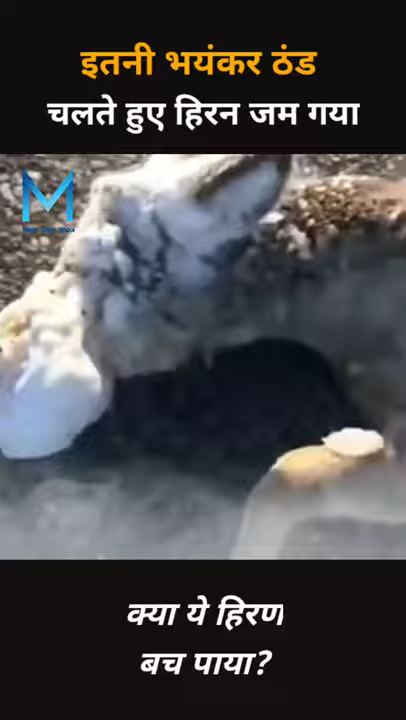 इतनी भयंकर ठंड
चलते हुए हिरन जम गया
M
क्या ये हिरण
बच पाया?